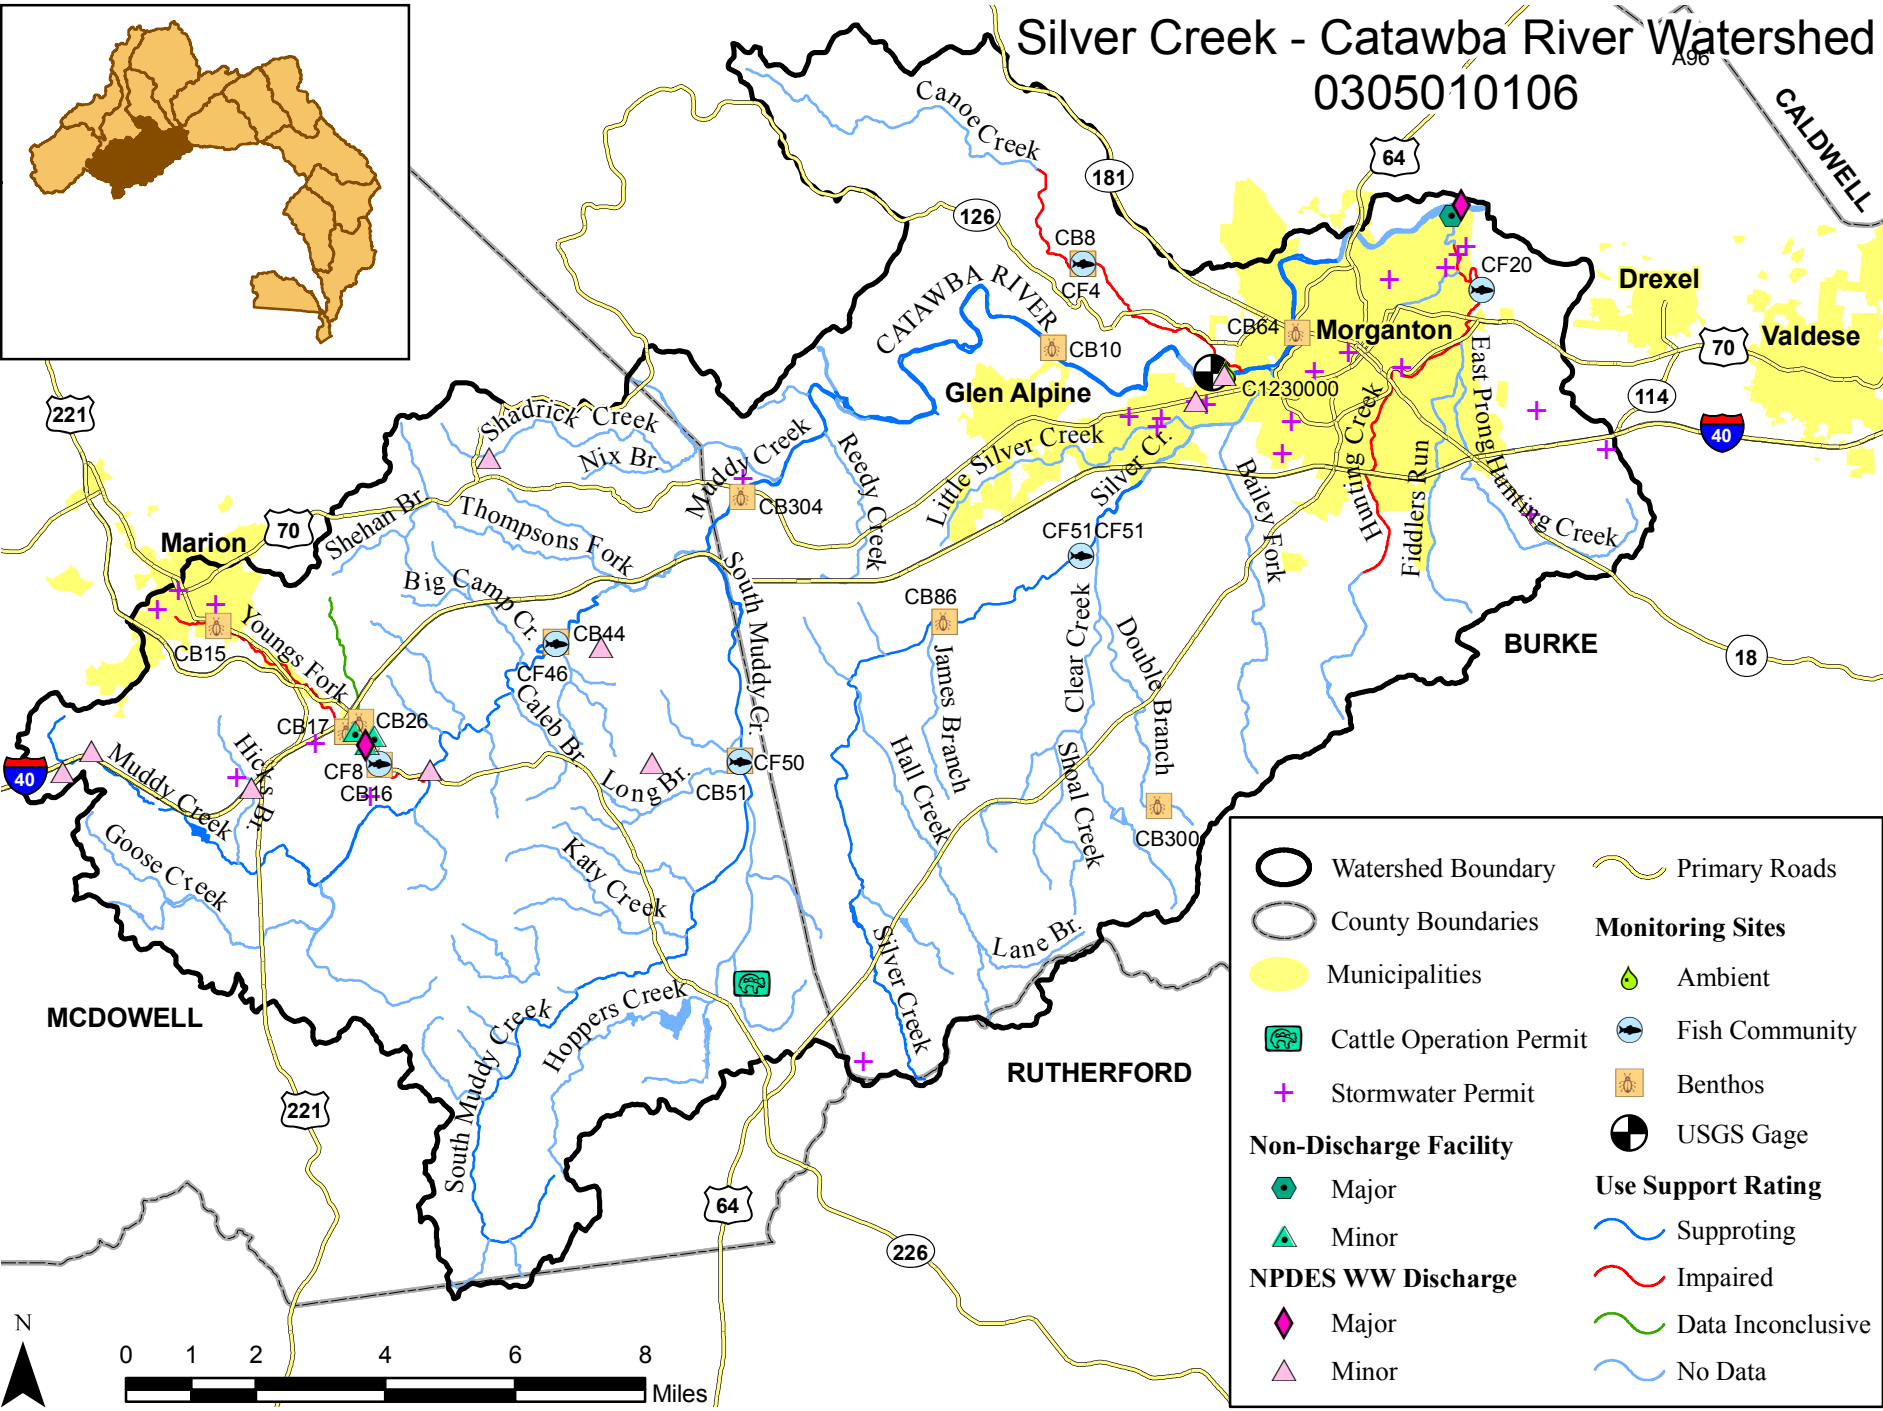 Silver Creek - Catawba River Watershed
0305010106
A96
CALDWELL
Canoe Creek
64
181
126
CB8
CF4
CF20
Drexel
CATAWBA RIVER
CB64
Morganton
70
Valdese
CB10
East Prong Hunting Creek
Glen Alpine
C1230000
114
221
Shadrick Creek
Nix Br.
Muddy Creek
Reedy Creek
Little Silver Creek
Silver Cr.
Bailey Fork
Hunting Creek
Fiddlers Run
40
CB304
Shehan Br.
Thompsons Fork
70
Marion
CF51
CF51
Big Camp Cr.
South Muddy Cr.
CB86
Clear Creek
Double Branch
BURKE
18
Youngs Fork
CB15
CB44
CF46
James Branch
CB17
CB26
Caleb Br.
Hall Creek
Shoal Creek
40
Muddy Creek
Hicks Br.
CF8
CB46
Long Br.
CF50
CB51
CB300
Goose Creek
Katy Creek
Silver Creek
Lane Br.
MCDOWELL
South Muddy Creek
Hoppers Creek
RUTHERFORD
221
South Muddy Creek
64
226
N
0 1 2 4 6 8
Miles
Watershed Boundary
County Boundaries
Municipalities
Cattle Operation Permit
Stormwater Permit
Non-Discharge Facility
Major
Minor
NPDES WW Discharge
Major
Minor
Primary Roads
Monitoring Sites
Ambient
Fish Community
Benthos
USGS Gage
Use Support Rating
Supproting
Impaired
Data Inconclusive
No Data